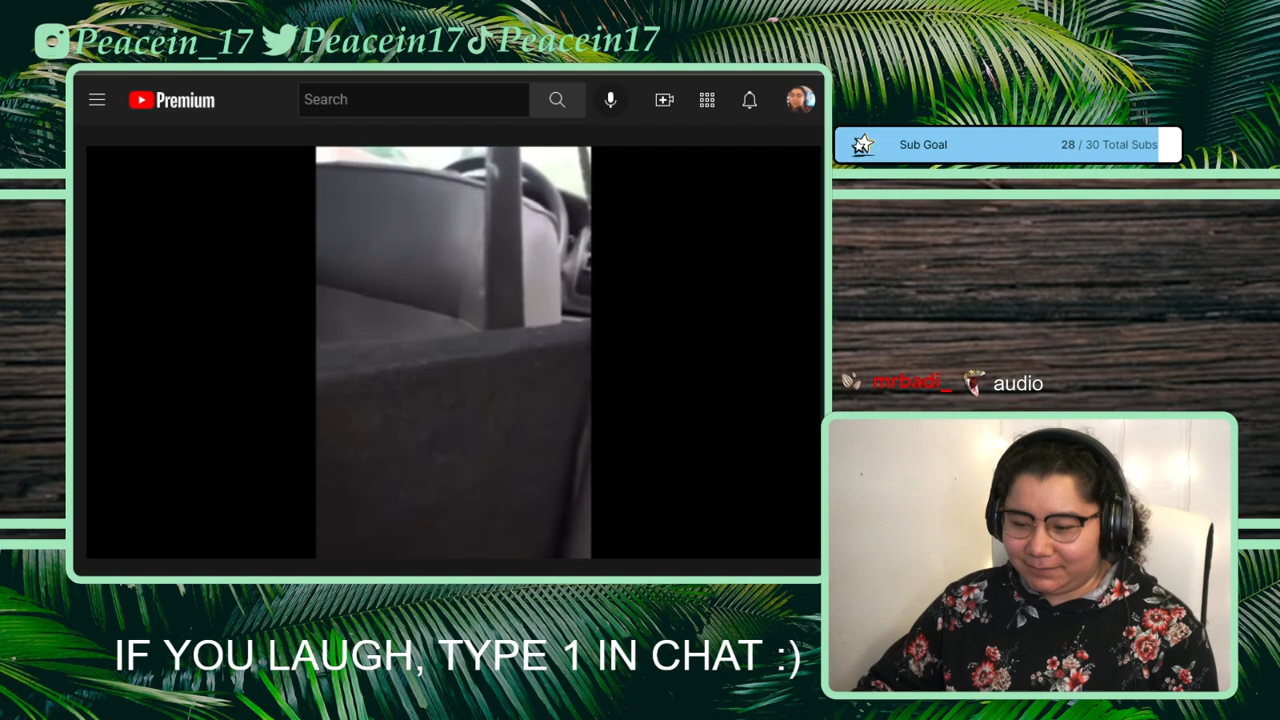 Peacein_17 Peacein17 Peacein17
Premium
Search
Sub Goal
28 / 30 Total Subs
mrbadi_ audio
IF YOU LAUGH, TYPE 1 IN CHAT :)